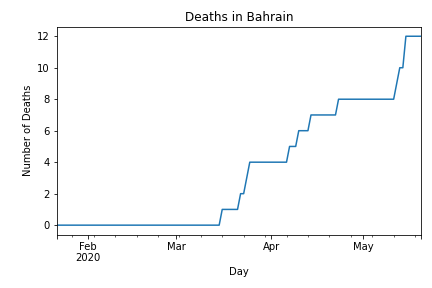 Deaths in Bahrain
12
10
8
6
4
2
0
Number of Deaths
Feb
2020
Mar
Apr
May
Day